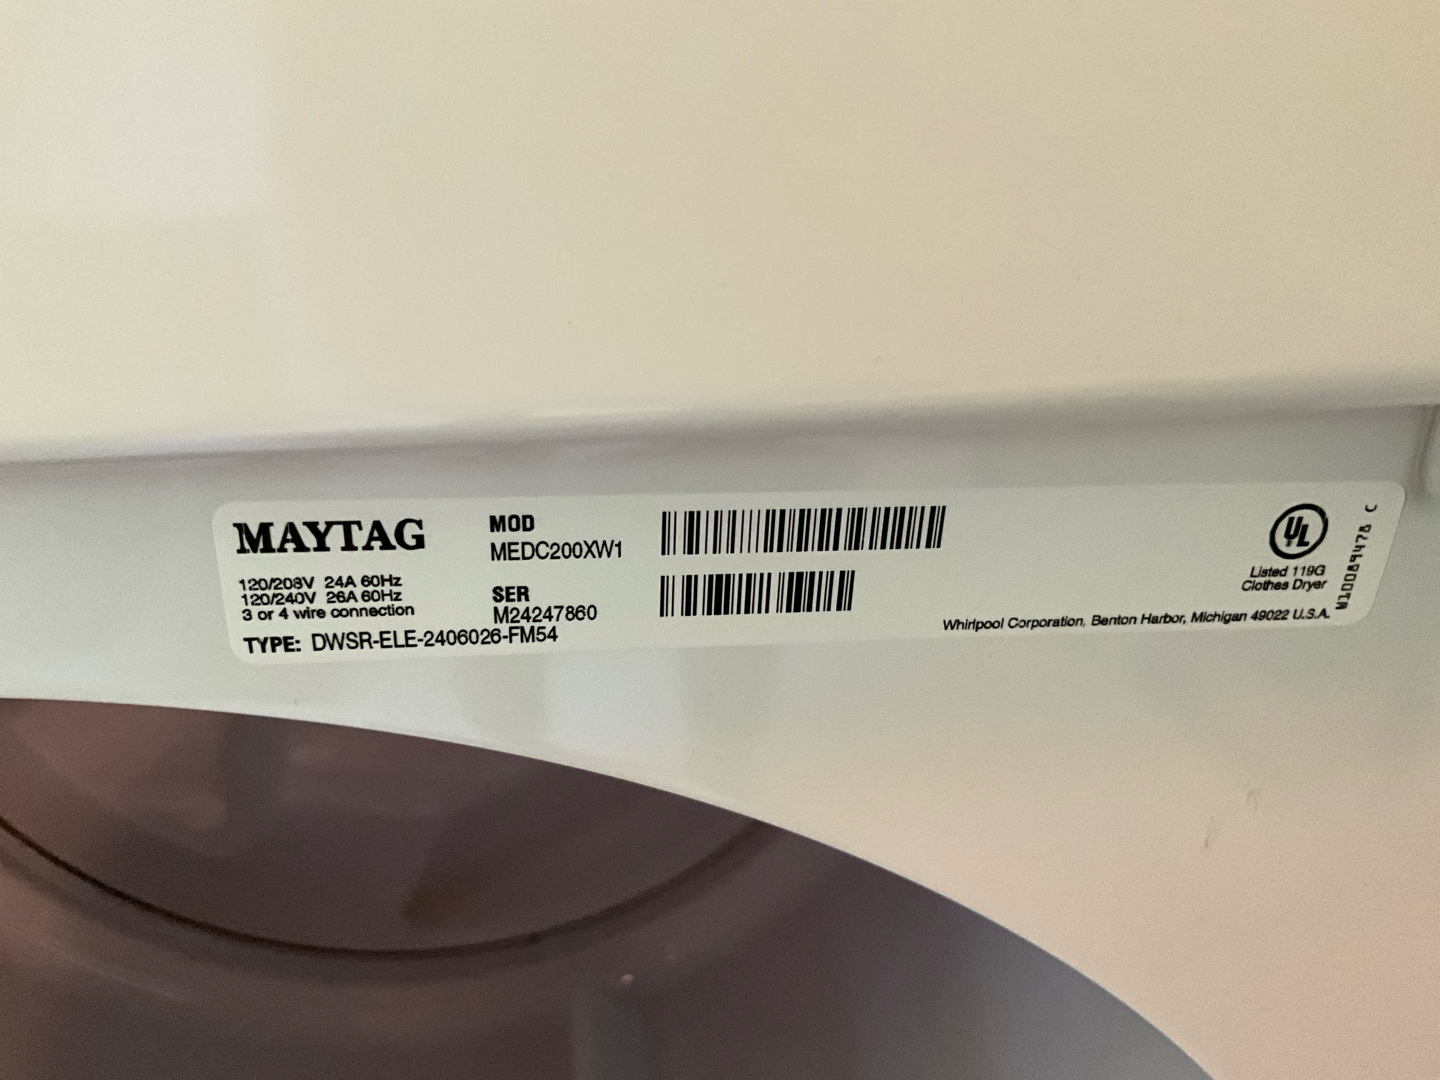 MAYTAG
120/208V 24A 60Hz
120/240V 26A 60Hz
3 or 4 wire connection
TYPE: DWSR-ELE-2406026-FM54
MOD
MEDC200XW1
SER
M24247860
UL
Listed 119G
Clothes Dryer
Whirlpool Corporation, Benton Harbor, Michigan 49022 U.S.A.
W10089478 C